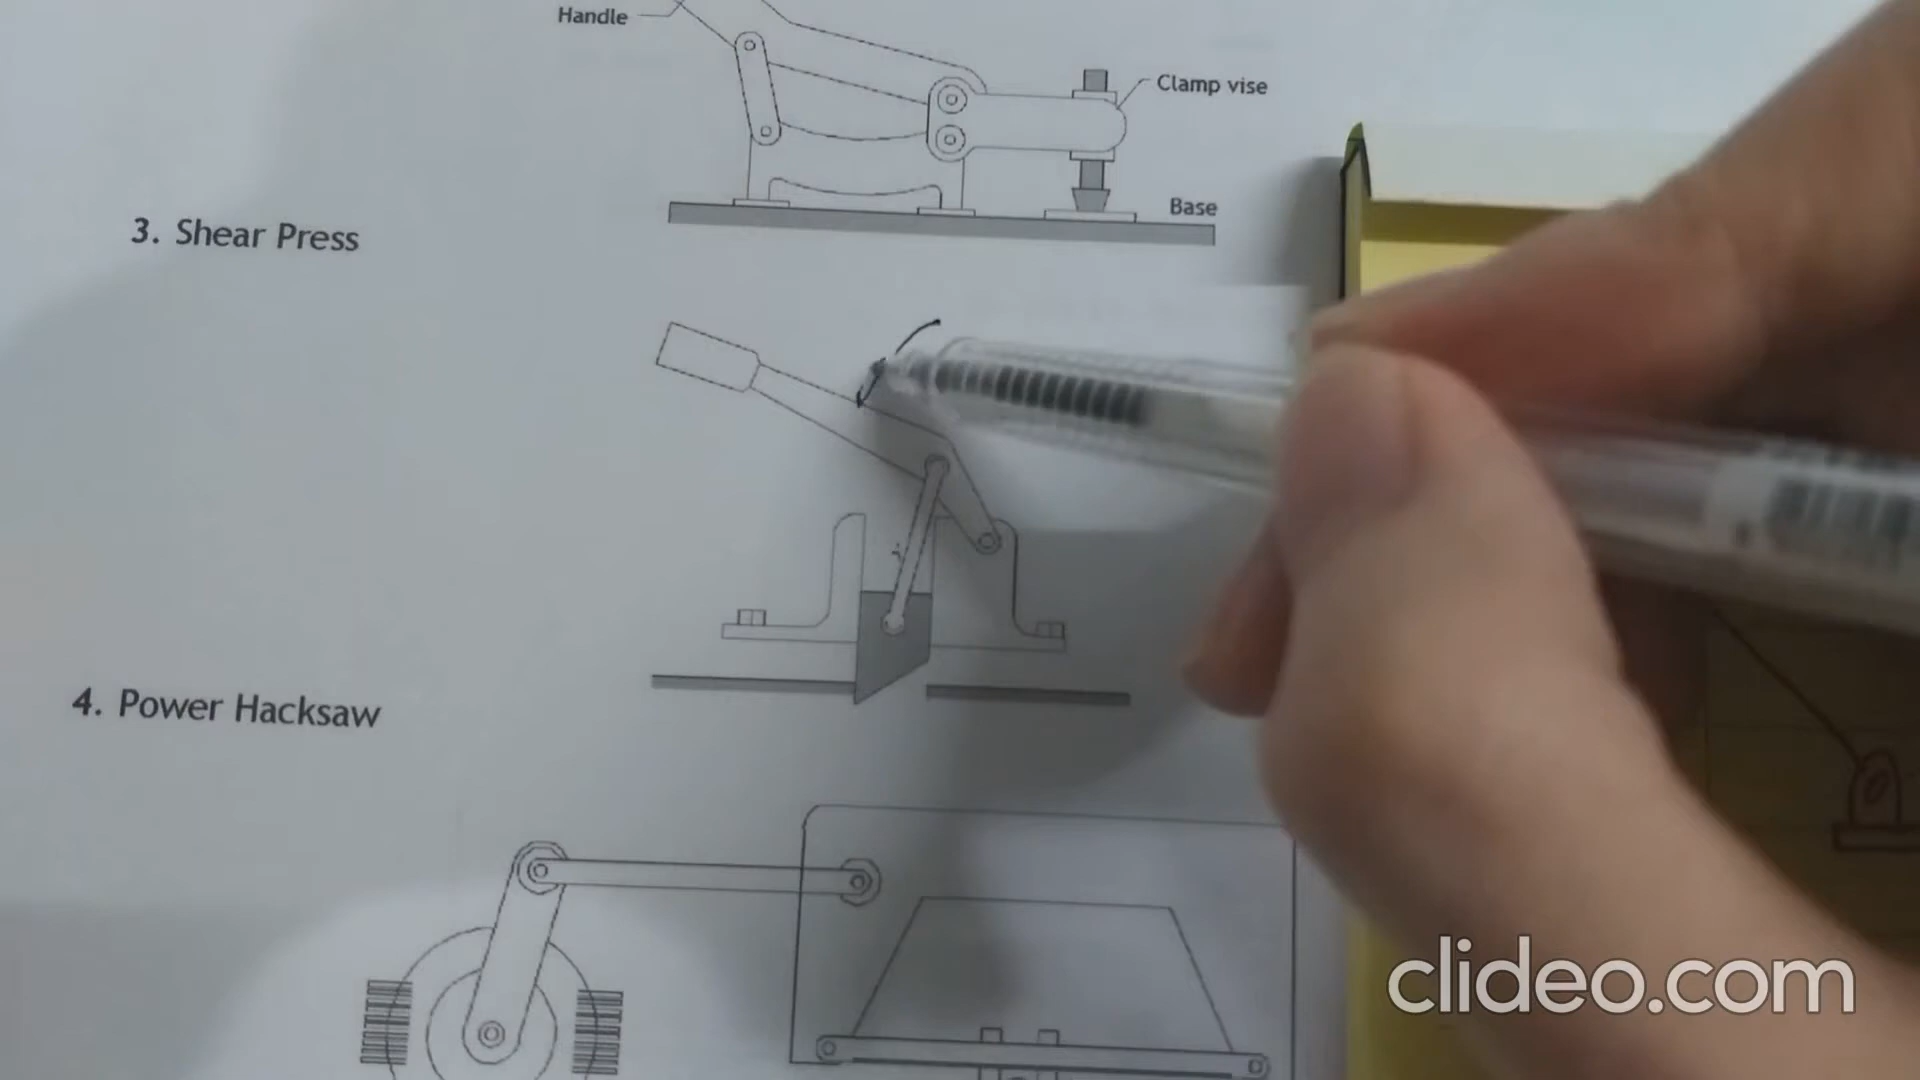 Handle
Clamp vise
Base
3. Shear Press
4. Power Hacksaw
clideo.com